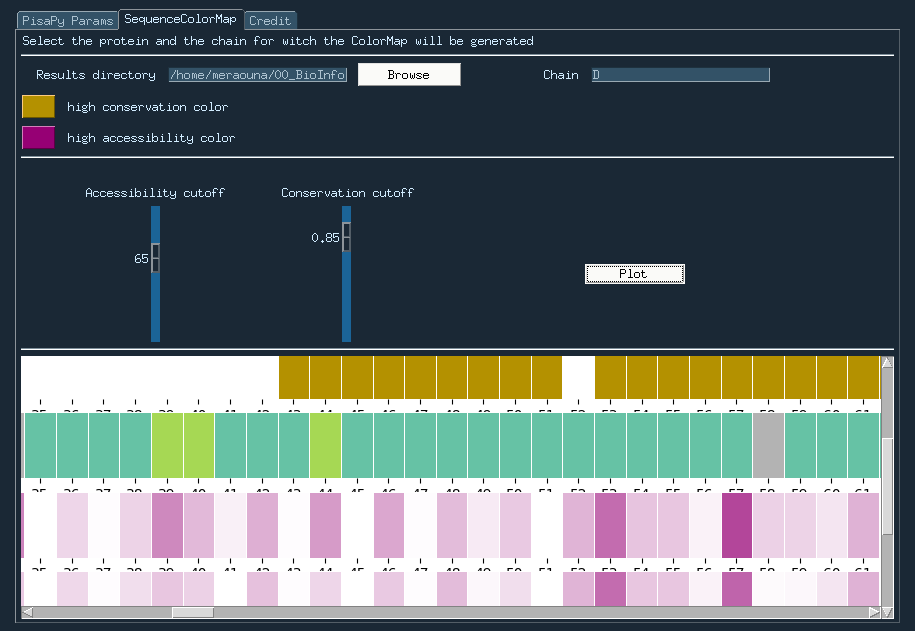 PisaPy Params SequenceColorMap Credit
Select the protein and the chain for witch the ColorMap will be generated
Results directory /home/meraouna/00_BioInfo Browse Chain D
high conservation color
high accessibility color
Accessibility cutoff Conservation cutoff
0.85
65
Plot
35 36 37 38 39 40 41 42 43 44 45 46 47 48 49 50 51 52 53 54 55 56 57 58 59 60 61
35 36 37 38 39 40 41 42 43 44 45 46 47 48 49 50 51 52 53 54 55 56 57 58 59 60 61
35 36 37 38 39 40 41 42 43 44 45 46 47 48 49 50 51 52 53 54 55 56 57 58 59 60 61